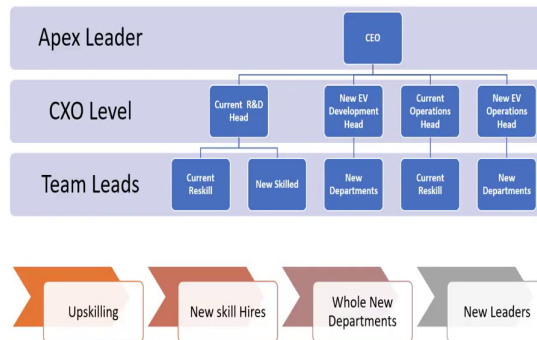 Apex Leader
CEO
CXO Level
Current R&D
Head
New EV
Development
Head
Current
Operations
Head
New EV
Operations
Head
Team Leads
Current
Reskill
New Skilled
New
Departments
Current
Reskill
New
Departments
Upskilling
New skill Hires
Whole New
Departments
New Leaders